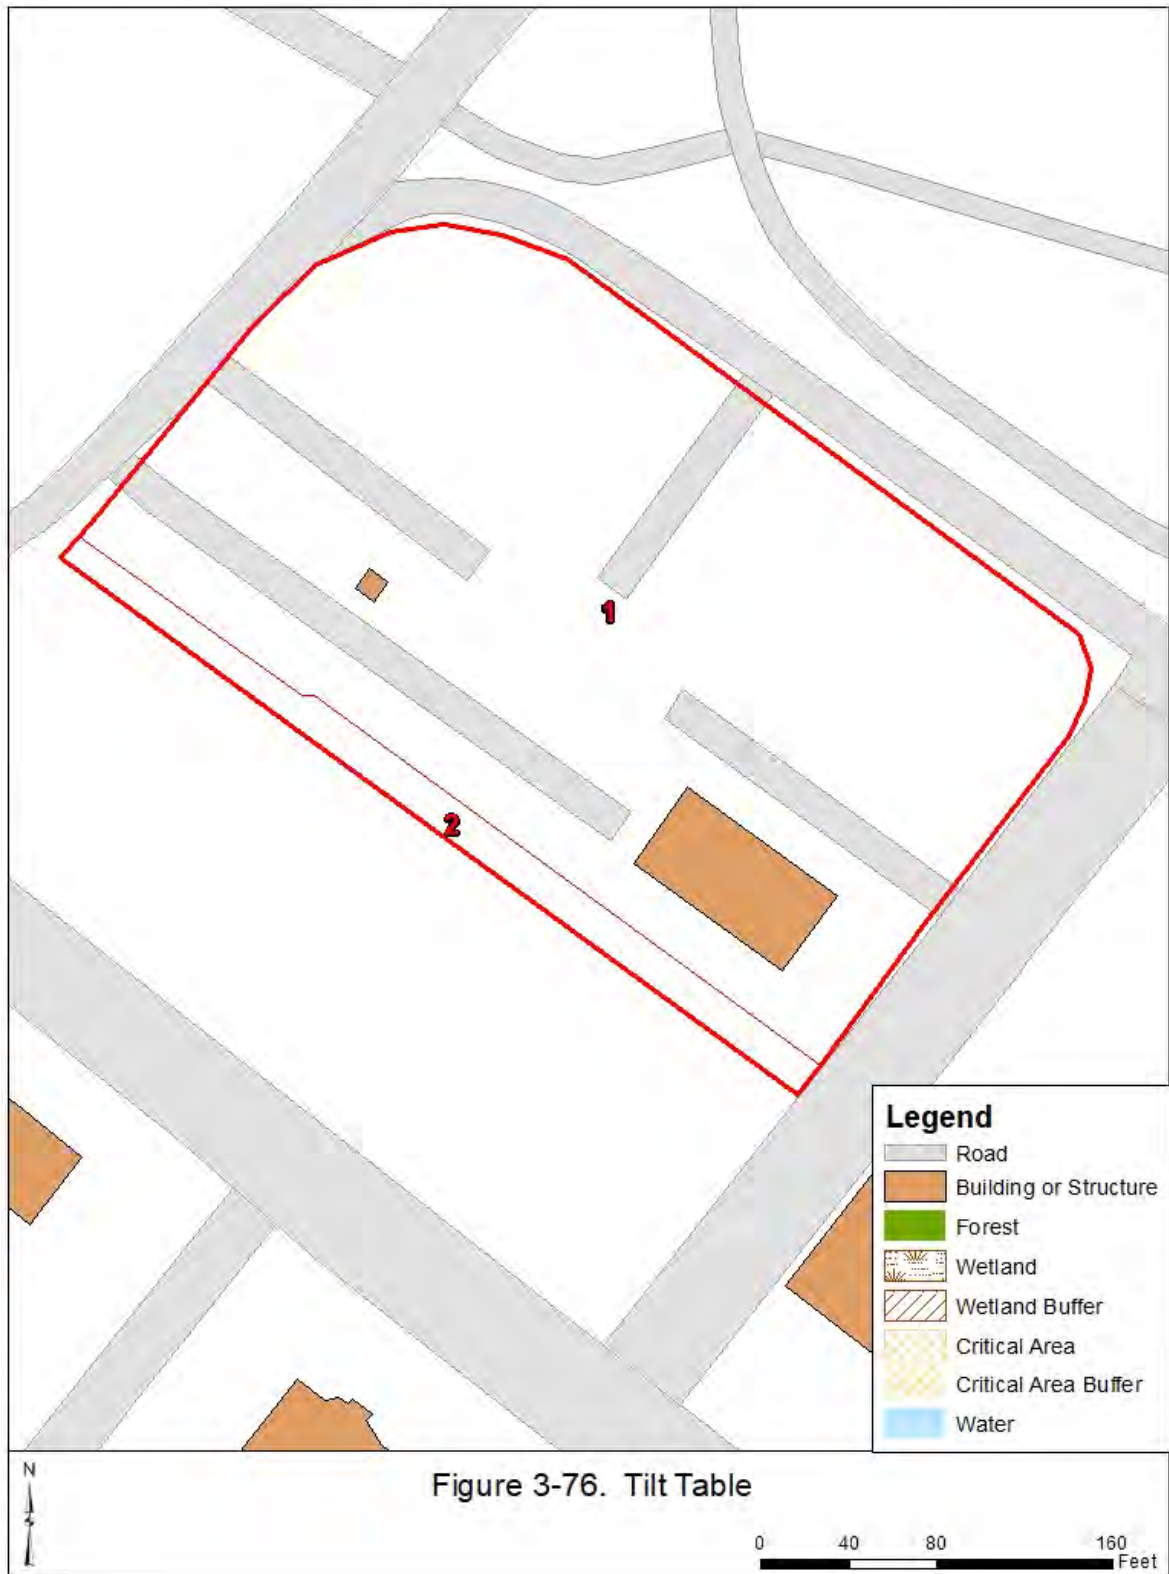 1
2
Legend
Road
Building or Structure
Forest
Wetland
Wetland Buffer
Critical Area
Critical Area Buffer
Water
N
Figure 3-76. Tilt Table
0 40 80 160
Feet